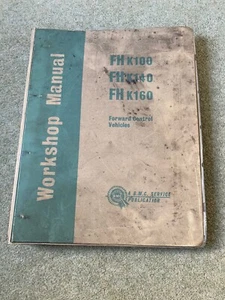 Workshop Manual
FH K100
FH K140
FH K160
Forward Control
Vehicles
B.M.C. SERVICE
PUBLICATION